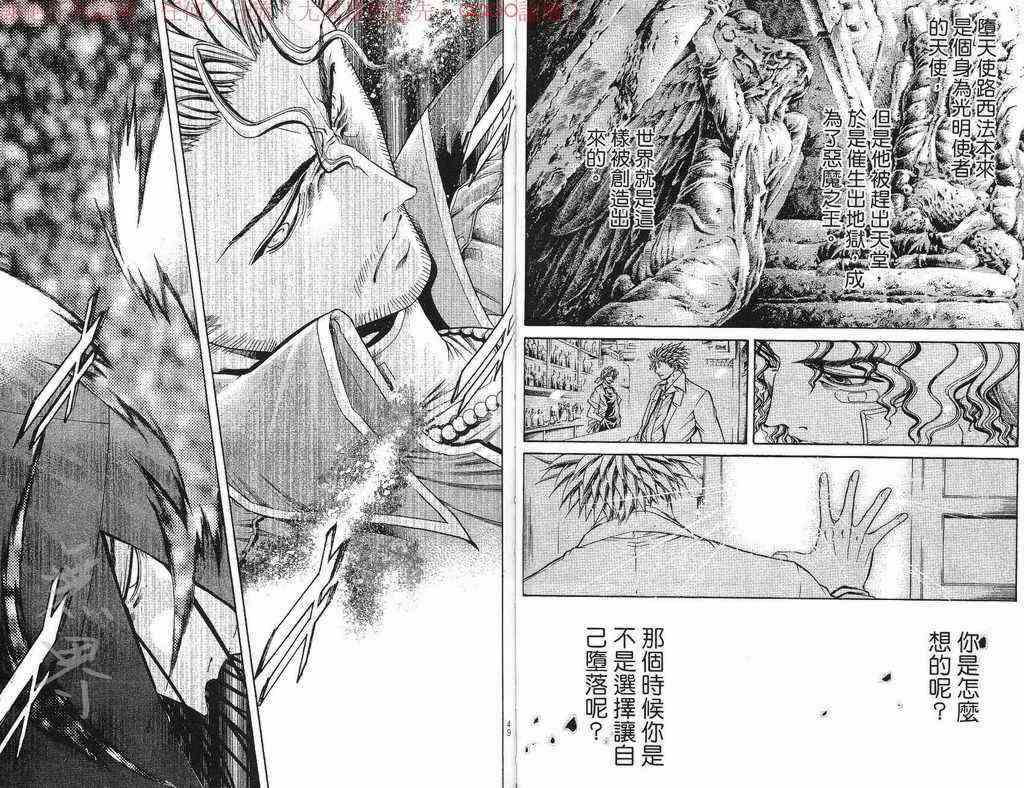 墮天使路西法本來
是個身為光明使者
的天使，
但是他被趕出天堂，
於是催生出地獄，成
為了惡魔之王。
世界就是這
樣被創造出
來的。
你是怎麼
想的呢？
那個時候你是
不是選擇讓自
己墮落呢？
49
無界